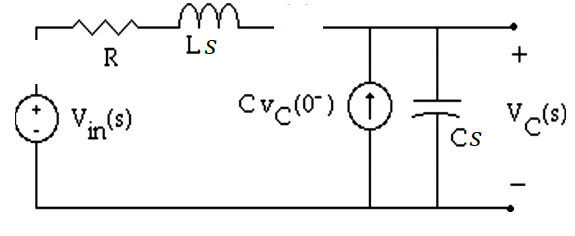 R
Ls
+
-
V_in(s)
Cv_C(0⁻)
Cs
+
V_C(s)
−